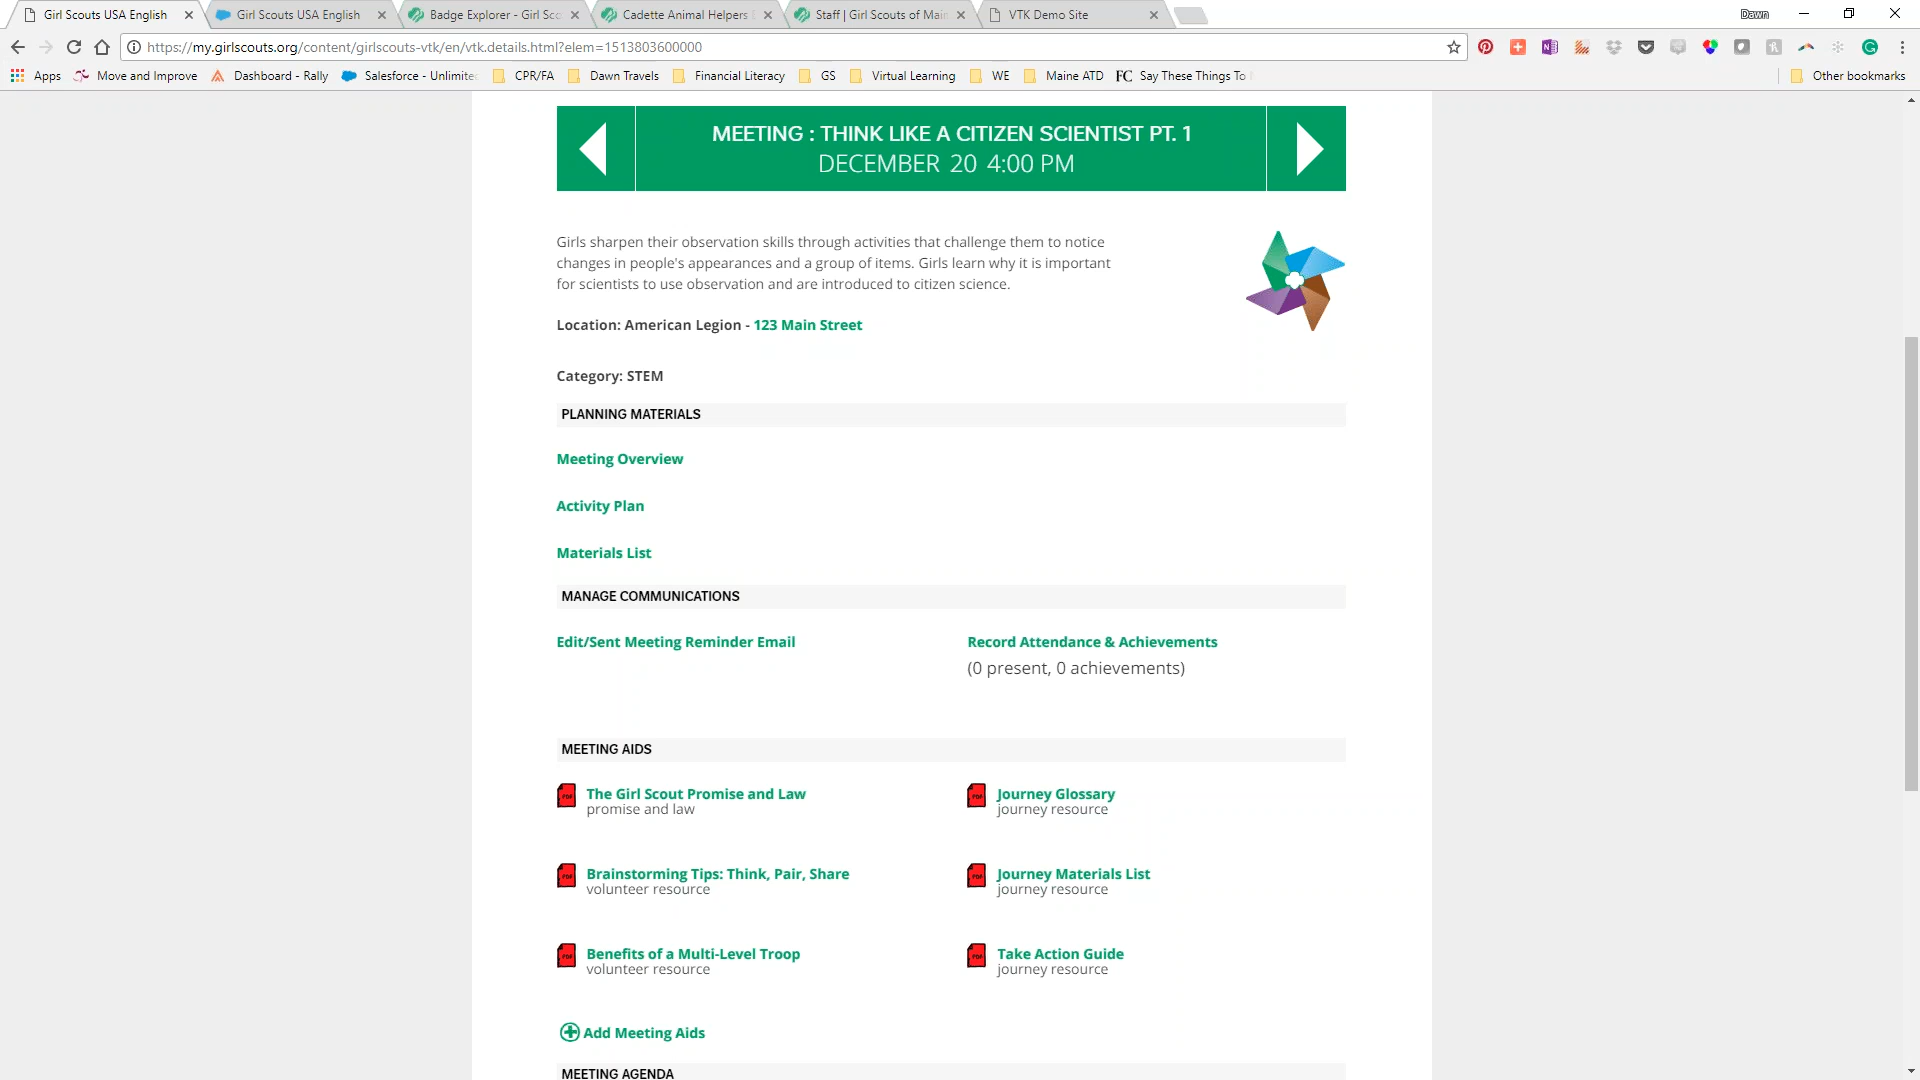 Girl Scouts USA English
Girl Scouts USA English
Badge Explorer - Girl Sco
Cadette Animal Helpers
Staff | Girl Scouts of Main
VTK Demo Site
Dawn
https://my.girlscouts.org/content/girlscouts-vtk/en/vtk.details.html?elem=1513803600000
Apps
Move and Improve
Dashboard - Rally
Salesforce - Unlimite
CPR/FA
Dawn Travels
Financial Literacy
GS
Virtual Learning
WE
Maine ATD
FC Say These Things To
Other bookmarks
MEETING : THINK LIKE A CITIZEN SCIENTIST PT. 1
DECEMBER 20 4:00 PM
Girls sharpen their observation skills through activities that challenge them to notice
changes in people's appearances and a group of items. Girls learn why it is important
for scientists to use observation and are introduced to citizen science.
Location: American Legion - 123 Main Street
Category: STEM
PLANNING MATERIALS
Meeting Overview
Activity Plan
Materials List
MANAGE COMMUNICATIONS
Edit/Sent Meeting Reminder Email
Record Attendance & Achievements
(0 present, 0 achievements)
MEETING AIDS
PDF
The Girl Scout Promise and Law
promise and law
PDF
Journey Glossary
journey resource
PDF
Brainstorming Tips: Think, Pair, Share
volunteer resource
PDF
Journey Materials List
journey resource
PDF
Benefits of a Multi-Level Troop
volunteer resource
PDF
Take Action Guide
journey resource
Add Meeting Aids
MEETING AGENDA